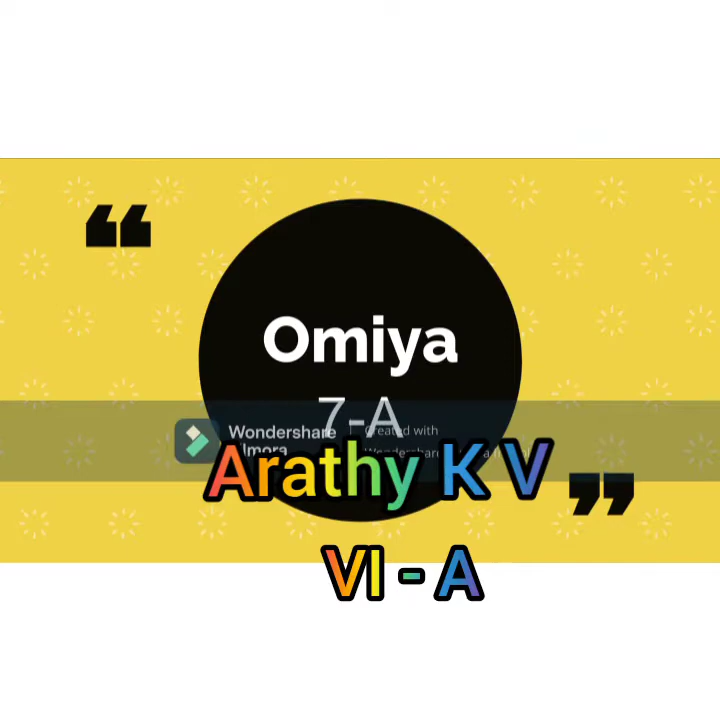 “
Omiya
7-A
Wondershare
Created with
Arathy K V
”
VI - A